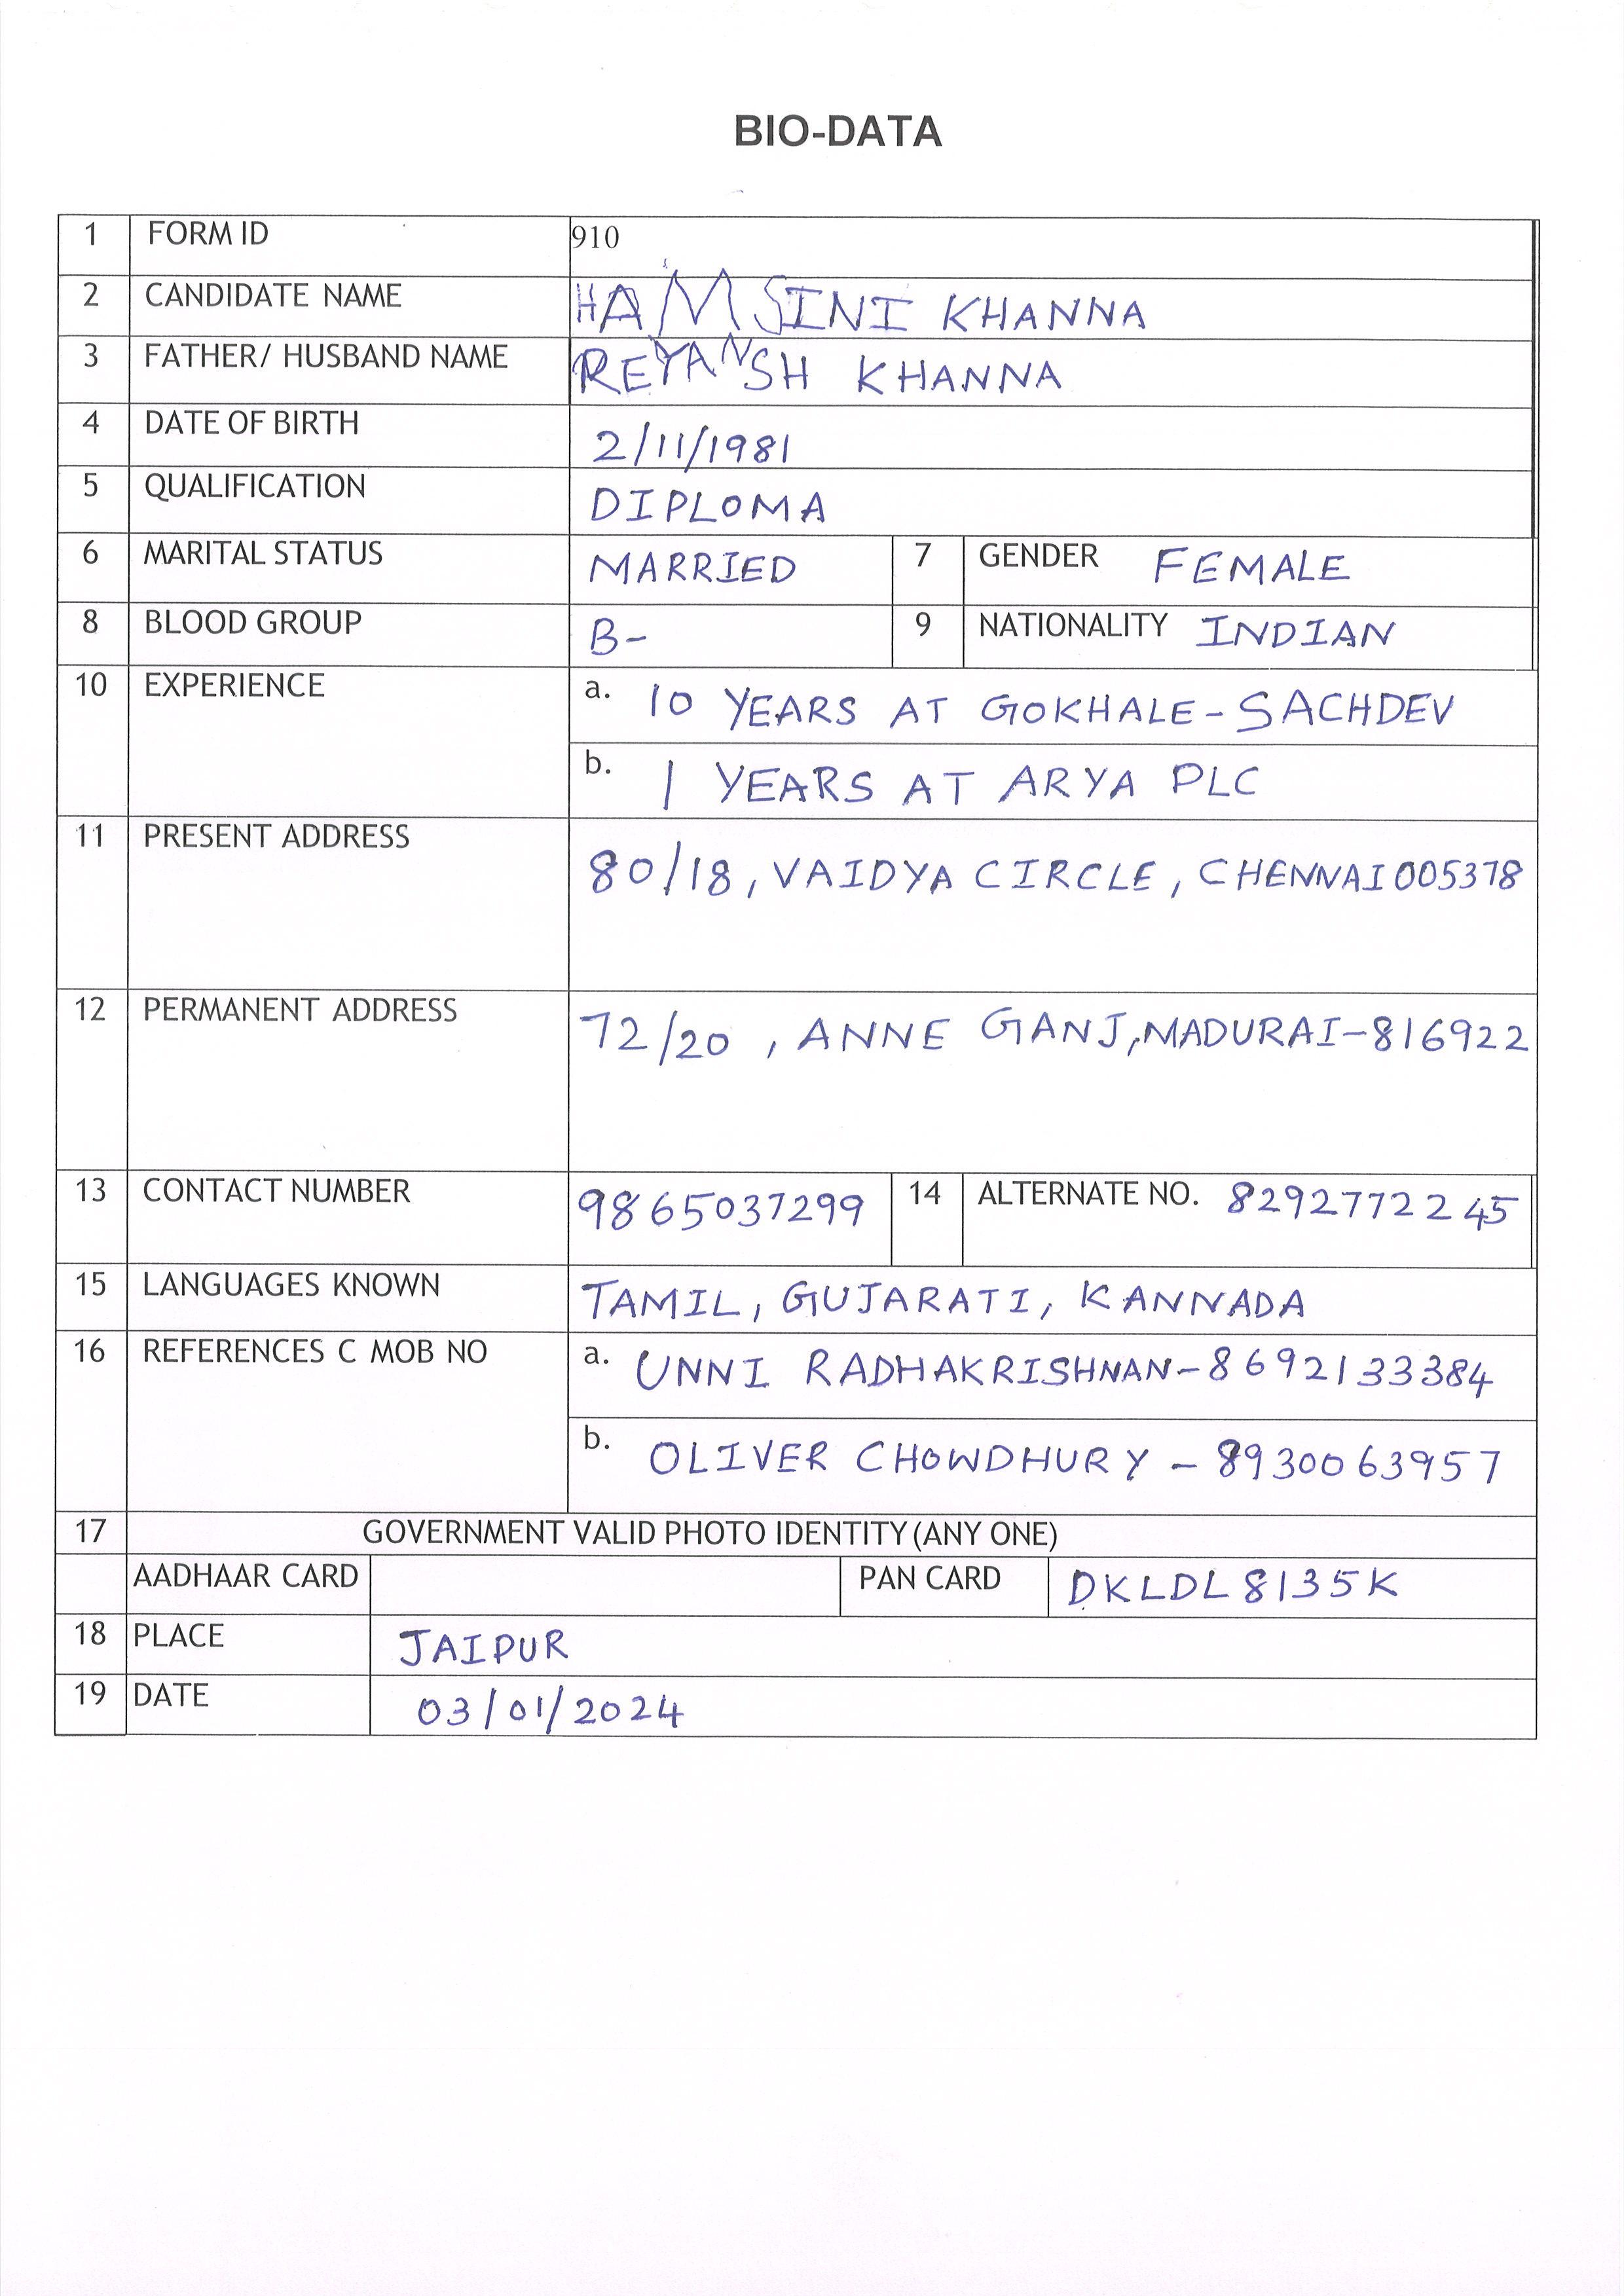 BIO-DATA
1 FORM ID 910
2 CANDIDATE NAME HAMSINI KHANNA
3 FATHER/ HUSBAND NAME REYANSH KHANNA
4 DATE OF BIRTH 2/11/1981
5 QUALIFICATION DIPLOMA
6 MARITAL STATUS MARRIED 7 GENDER FEMALE
8 BLOOD GROUP B- 9 NATIONALITY INDIAN
10 EXPERIENCE a. 10 YEARS AT GOKHALE-SACHDEV
b. 1 YEARS AT ARYA PLC
11 PRESENT ADDRESS 80/18, VAIDYA CIRCLE, CHENNAI 005378
12 PERMANENT ADDRESS 72/20, ANNE GANJ, MADURAI-816922
13 CONTACT NUMBER 9865037299 14 ALTERNATE NO. 8292772245
15 LANGUAGES KNOWN TAMIL, GUJARATI, KANNADA
16 REFERENCES C MOB NO a. UNNI RADHAKRISHNAN-8692133384
b. OLIVER CHOWDHURY - 8930063957
17 GOVERNMENT VALID PHOTO IDENTITY (ANY ONE)
AADHAAR CARD PAN CARD DKLDL8135K
18 PLACE JAIPUR
19 DATE 03/01/2024